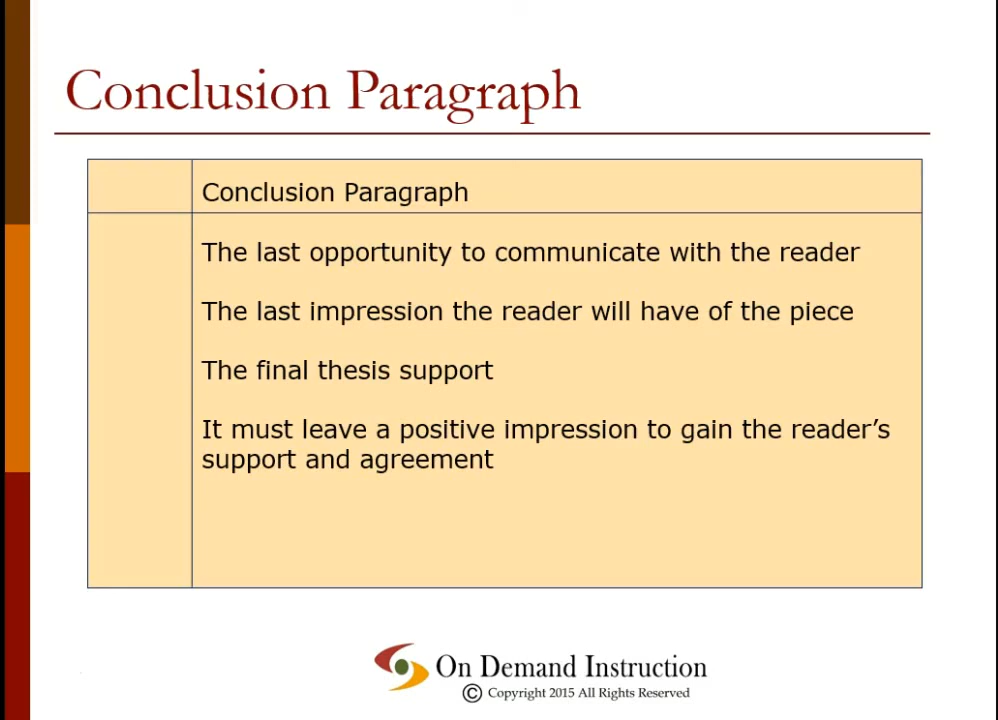 Conclusion Paragraph
Conclusion Paragraph
The last opportunity to communicate with the reader
The last impression the reader will have of the piece
The final thesis support
It must leave a positive impression to gain the reader’s
support and agreement
On Demand Instruction
© Copyright 2015 All Rights Reserved